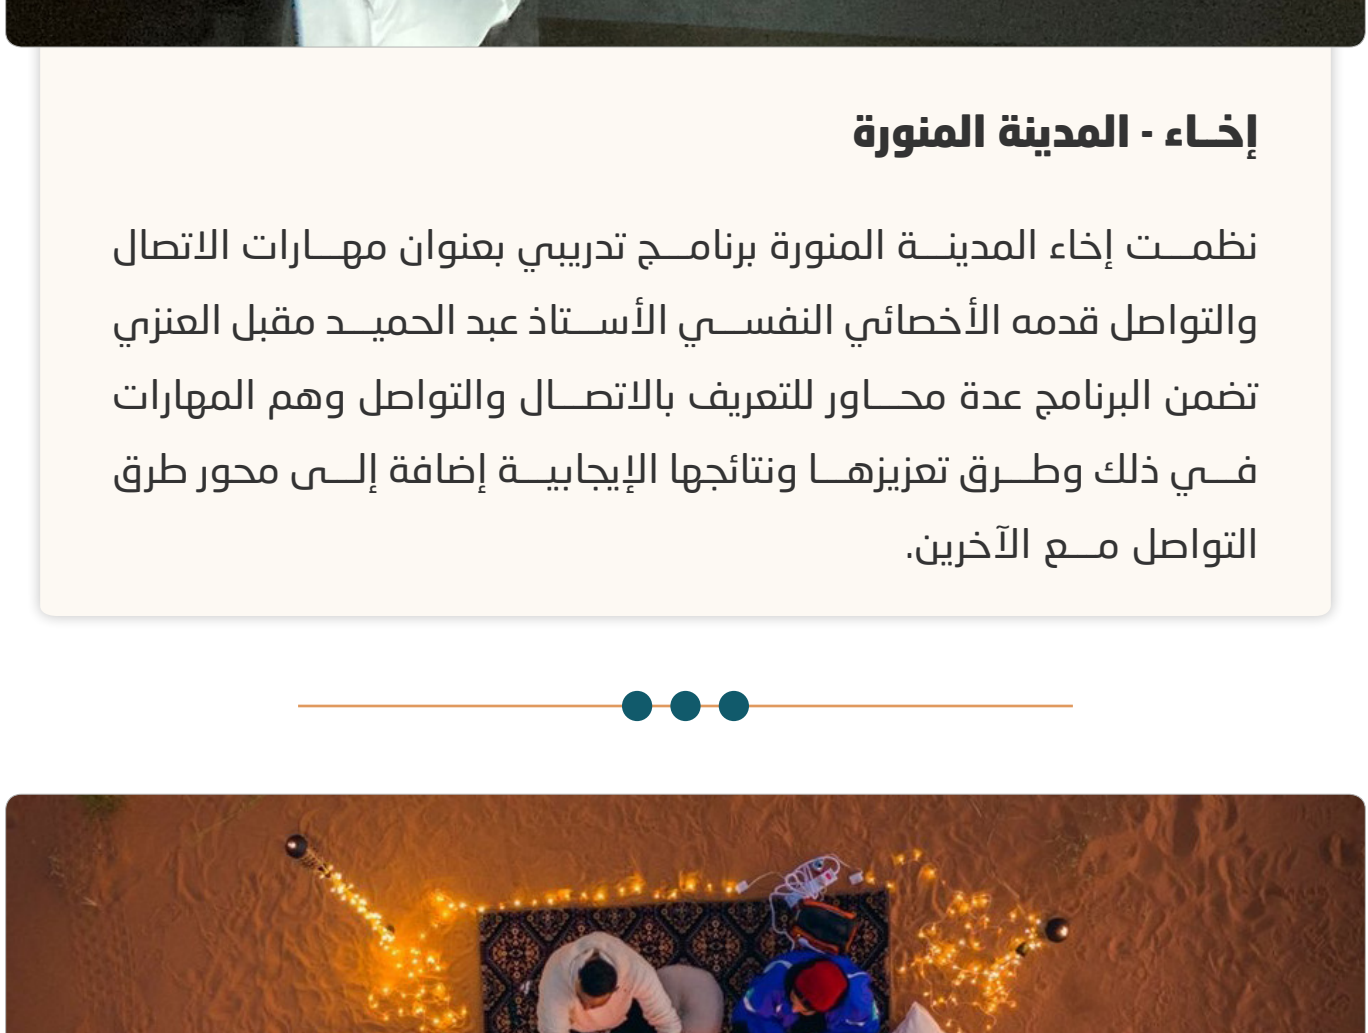 إخــاء - المدينة المنورة
نظمــت إخاء المدينــة المنورة برنامــج تدريبي بعنوان مهــارات الاتصال
والتواصل قدمه الأخصائي النفســي الأســتاذ عبد الحميــد مقبل العنزي
تضمن البرنامج عدة محــاور للتعريف بالاتصــال والتواصل وهم المهارات
فــي ذلك وطــرق تعزيزهــا ونتائجها الإيجابيــة إضافة إلــى محور طرق
التواصل مــع الآخرين.